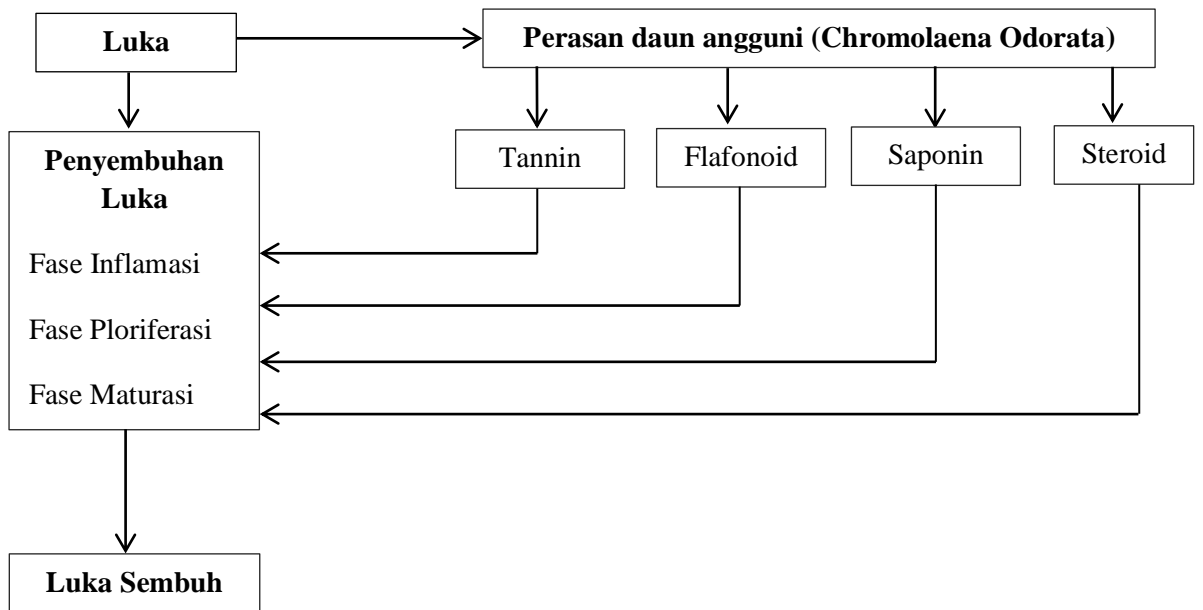 Luka
Perasan daun angguni (Chromolaena Odorata)
Tannin
Flafonoid
Saponin
Steroid
Penyembuhan
Luka
Fase Inflamasi
Fase Ploriferasi
Fase Maturasi
Luka Sembuh